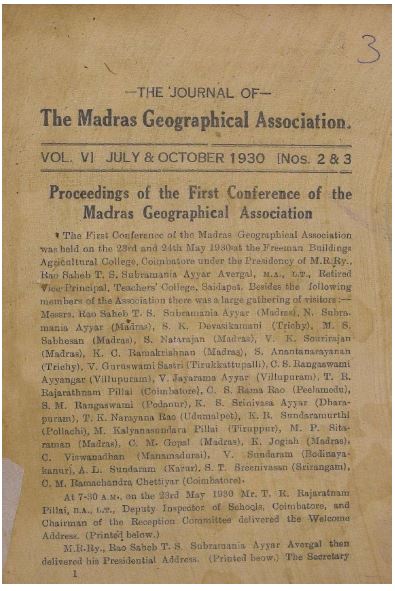 3
—THE JOURNAL OF—
The Madras Geographical Association.
VOL. V] JULY & OCTOBER 1930 [Nos. 2 & 3
Proceedings of the First Conference of the
Madras Geographical Association
The First Conference of the Madras Geographical Association
was held on the 23rd and 24th May 1930 at the Freeman Buildings
Agricultural College, Coimbatore under the Presidency of M.R.Ry.,
Rao Saheb T. S. Subramania Ayyar Avergal, M.A., L.T., Retired
Vice-Principal, Teachers' College, Saidapet. Besides the following
members of the Association there was a large gathering of visitors:—
Messrs. Rao Saheb T. S. Subramania Ayyar (Madras), N. Subra-
mania Ayyar (Madras), S. K. Devasikamani (Trichy), M. S.
Sabhesan (Madras), S. Natarajan (Madras), V. K. Sourirajan
(Madras), K. C. Ramakrishnan (Madras), S. Anantanarayanan
(Trichy), V. Guruswami Sastri (Tirukkattupalli), C. S. Rangaswami
Ayyangar (Villupuram), V. Jayarama Ayyar (Villupuram), T. R.
Rajarathnam Pillai (Coimbatore), C. S. Rama Rao (Peelamedu),
S. M. Rangaswami (Podanur), K. S. Srinivasa Ayyar (Dhara-
puram), T. K. Narayana Rao (Udumalpet), K. R. Sundaramurthi
(Pollachi), M. Kalyanasundara Pillai (Tiruppur), M. P. Sita-
raman (Madras), C. M. Gopal (Madras), K. Jogiah (Madras),
C. Viswanadhan (Manamadurai), V. Sundaram (Bodinaya-
kanur), A. L. Sundaram (Karur), S. T. Sreenivasan (Srirangam),
C. M. Ramachandra Chettiyar (Coimbatore).
At 7-30 A.M. on the 23rd May 1930 Mr. T. R. Rajaratnam
Pillai, B.A., L.T., Deputy Inspector of Schools, Coimbatore, and
Chairman of the Reception Committee delivered the Welcome
Address. (Printed below.)
M.R.Ry., Rao Saheb T. S. Subramania Ayyar Avergal then
delivered his Presidential Address. (Printed below.) The Secretary
1